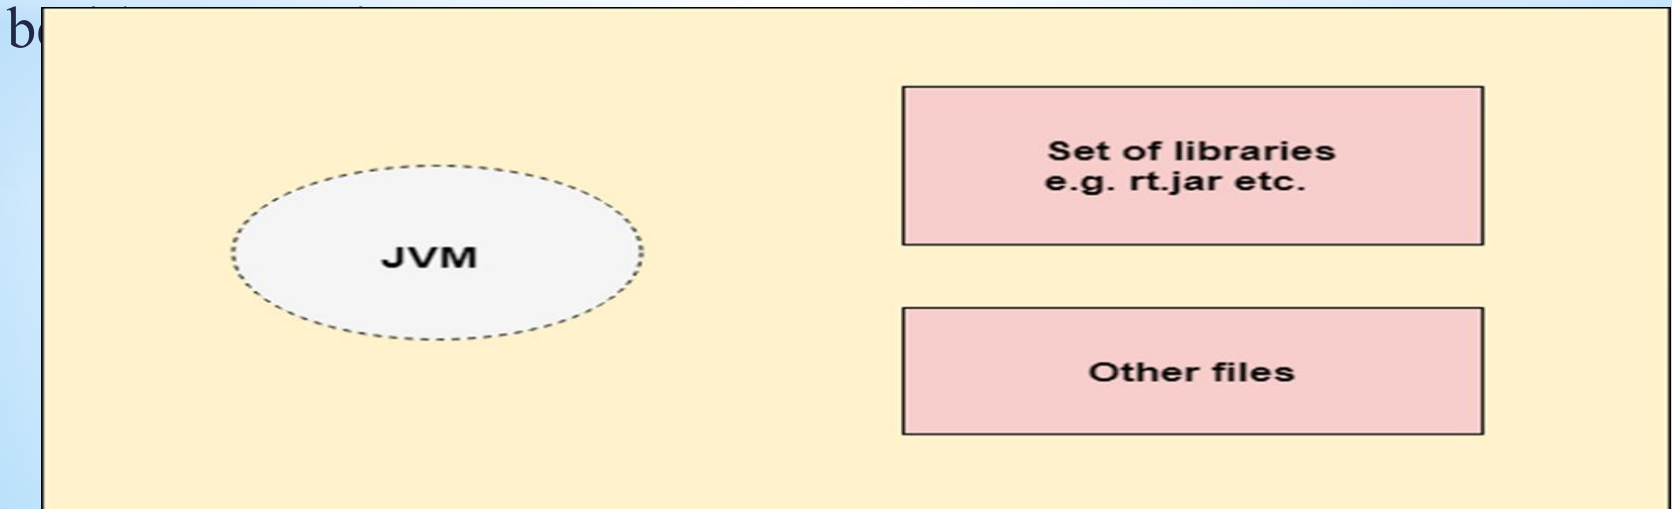 JVM
Set of libraries
e.g. rt.jar etc.
Other files